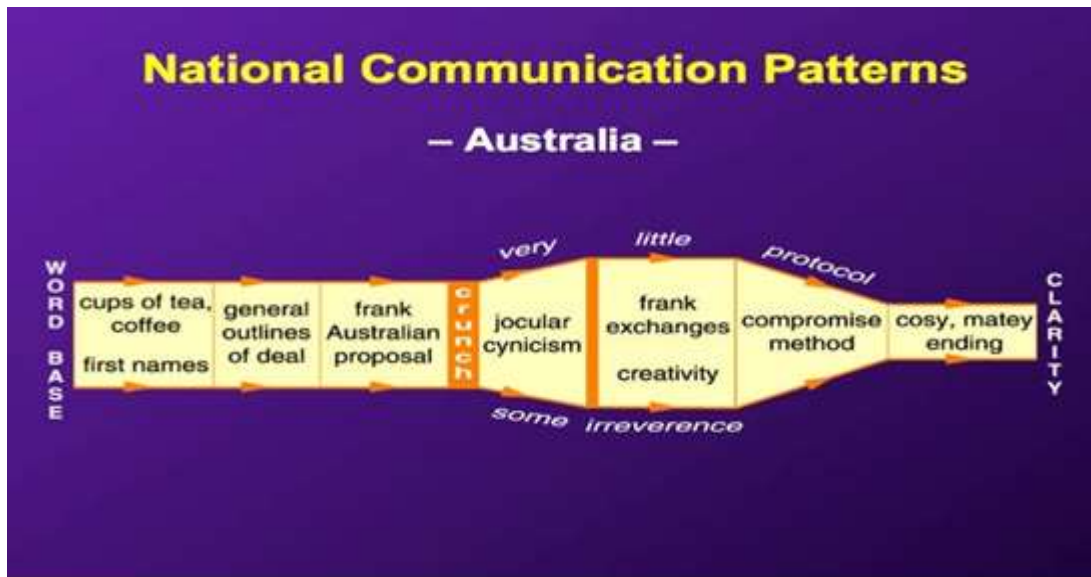 National Communication Patterns
– Australia –
WORD BASE
cups of tea,
coffee
first names
general
outlines
of deal
frank
Australian
proposal
crunch
very little protocol
jocular
cynicism
some irreverence
frank
exchanges
creativity
compromise
method
cosy, matey
ending
CLARITY